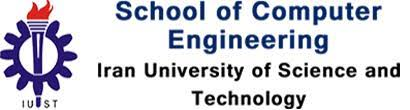 School of Computer
Engineering
Iran University of Science and
Technology
IUST